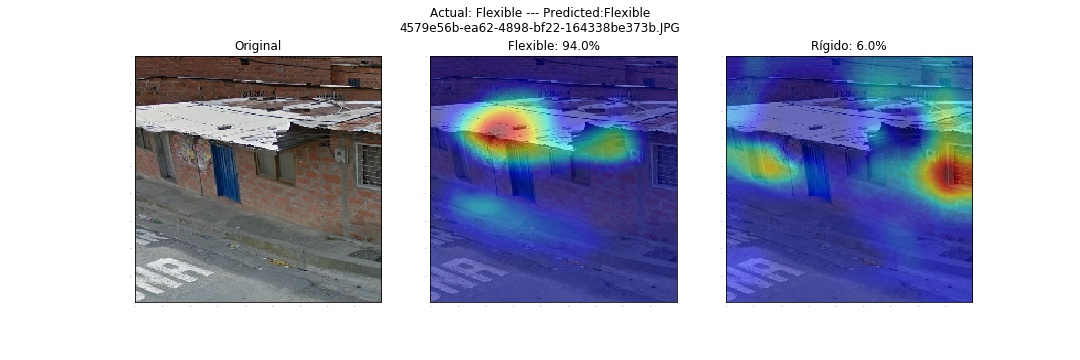 Actual: Flexible --- Predicted:Flexible
4579e56b-ea62-4898-bf22-164338be373b.JPG
Original
Flexible: 94.0%
Rígido: 6.0%